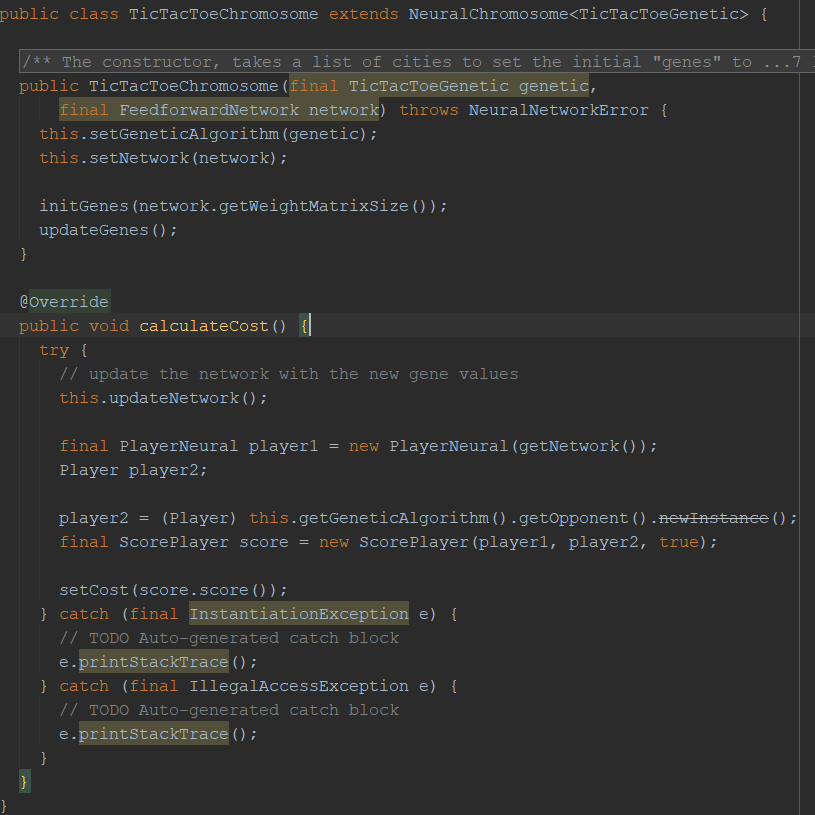 public class TicTacToeChromosome extends NeuralChromosome<TicTacToeGenetic> {

  /** The constructor, takes a list of cities to set the initial "genes" to ...7
  public TicTacToeChromosome(final TicTacToeGenetic genetic,
      final FeedforwardNetwork network) throws NeuralNetworkError {
    this.setGeneticAlgorithm(genetic);
    this.setNetwork(network);

    initGenes(network.getWeightMatrixSize());
    updateGenes();
  }

  @Override
  public void calculateCost() {
    try {
      // update the network with the new gene values
      this.updateNetwork();

      final PlayerNeural player1 = new PlayerNeural(getNetwork());
      Player player2;

      player2 = (Player) this.getGeneticAlgorithm().getOpponent().newInstance();
      final ScorePlayer score = new ScorePlayer(player1, player2, true);

      setCost(score.score());
    } catch (final InstantiationException e) {
      // TODO Auto-generated catch block
      e.printStackTrace();
    } catch (final IllegalAccessException e) {
      // TODO Auto-generated catch block
      e.printStackTrace();
    }
  }
}